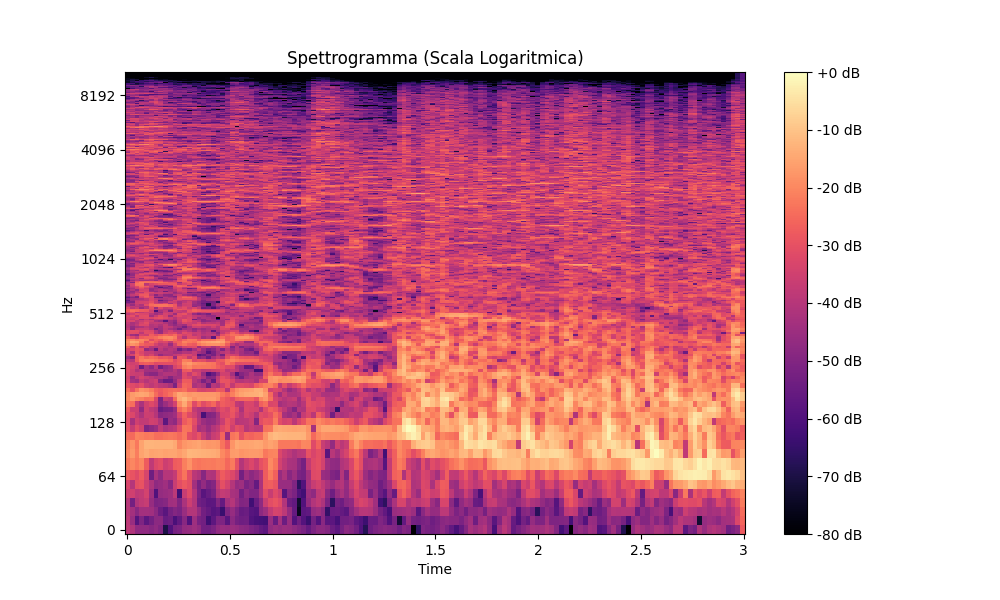 Spettrogramma (Scala Logaritmica)
8192
4096
2048
1024
512
256
128
64
0
Hz
0
0.5
1
1.5
2
2.5
3
Time
+0 dB
-10 dB
-20 dB
-30 dB
-40 dB
-50 dB
-60 dB
-70 dB
-80 dB